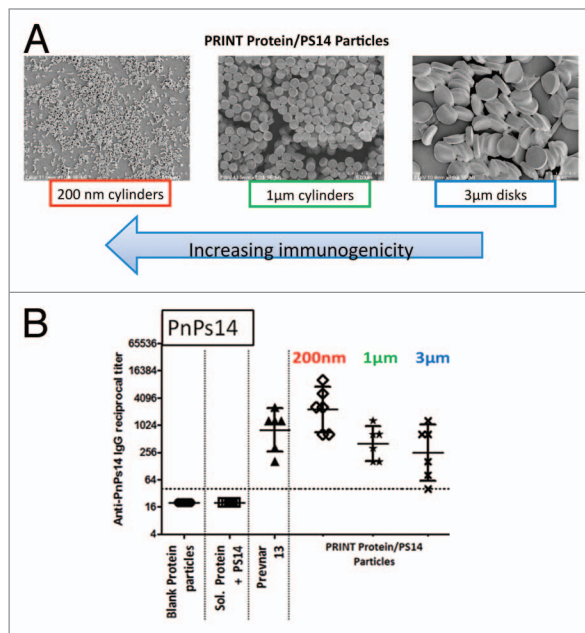 A
PRINT Protein/PS14 Particles
200 nm cylinders
1µm cylinders
3µm disks
Increasing immunogenicity
B
PnPs14
200nm 1µm 3µm
Anti-PnPs14 IgG reciprocal titer
65536
16384
4096
1024
256
64
16
4
Blank Protein
particles
Sol. Protein
+ PS14
Prevnar
13
PRINT Protein/PS14
Particles